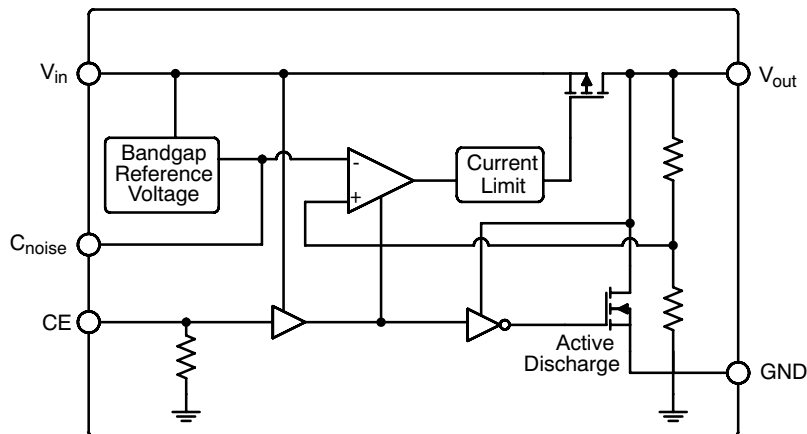 Vin
Vout
Bandgap
Reference
Voltage
-
+
Current
Limit
Cnoise
CE
Active
Discharge
GND